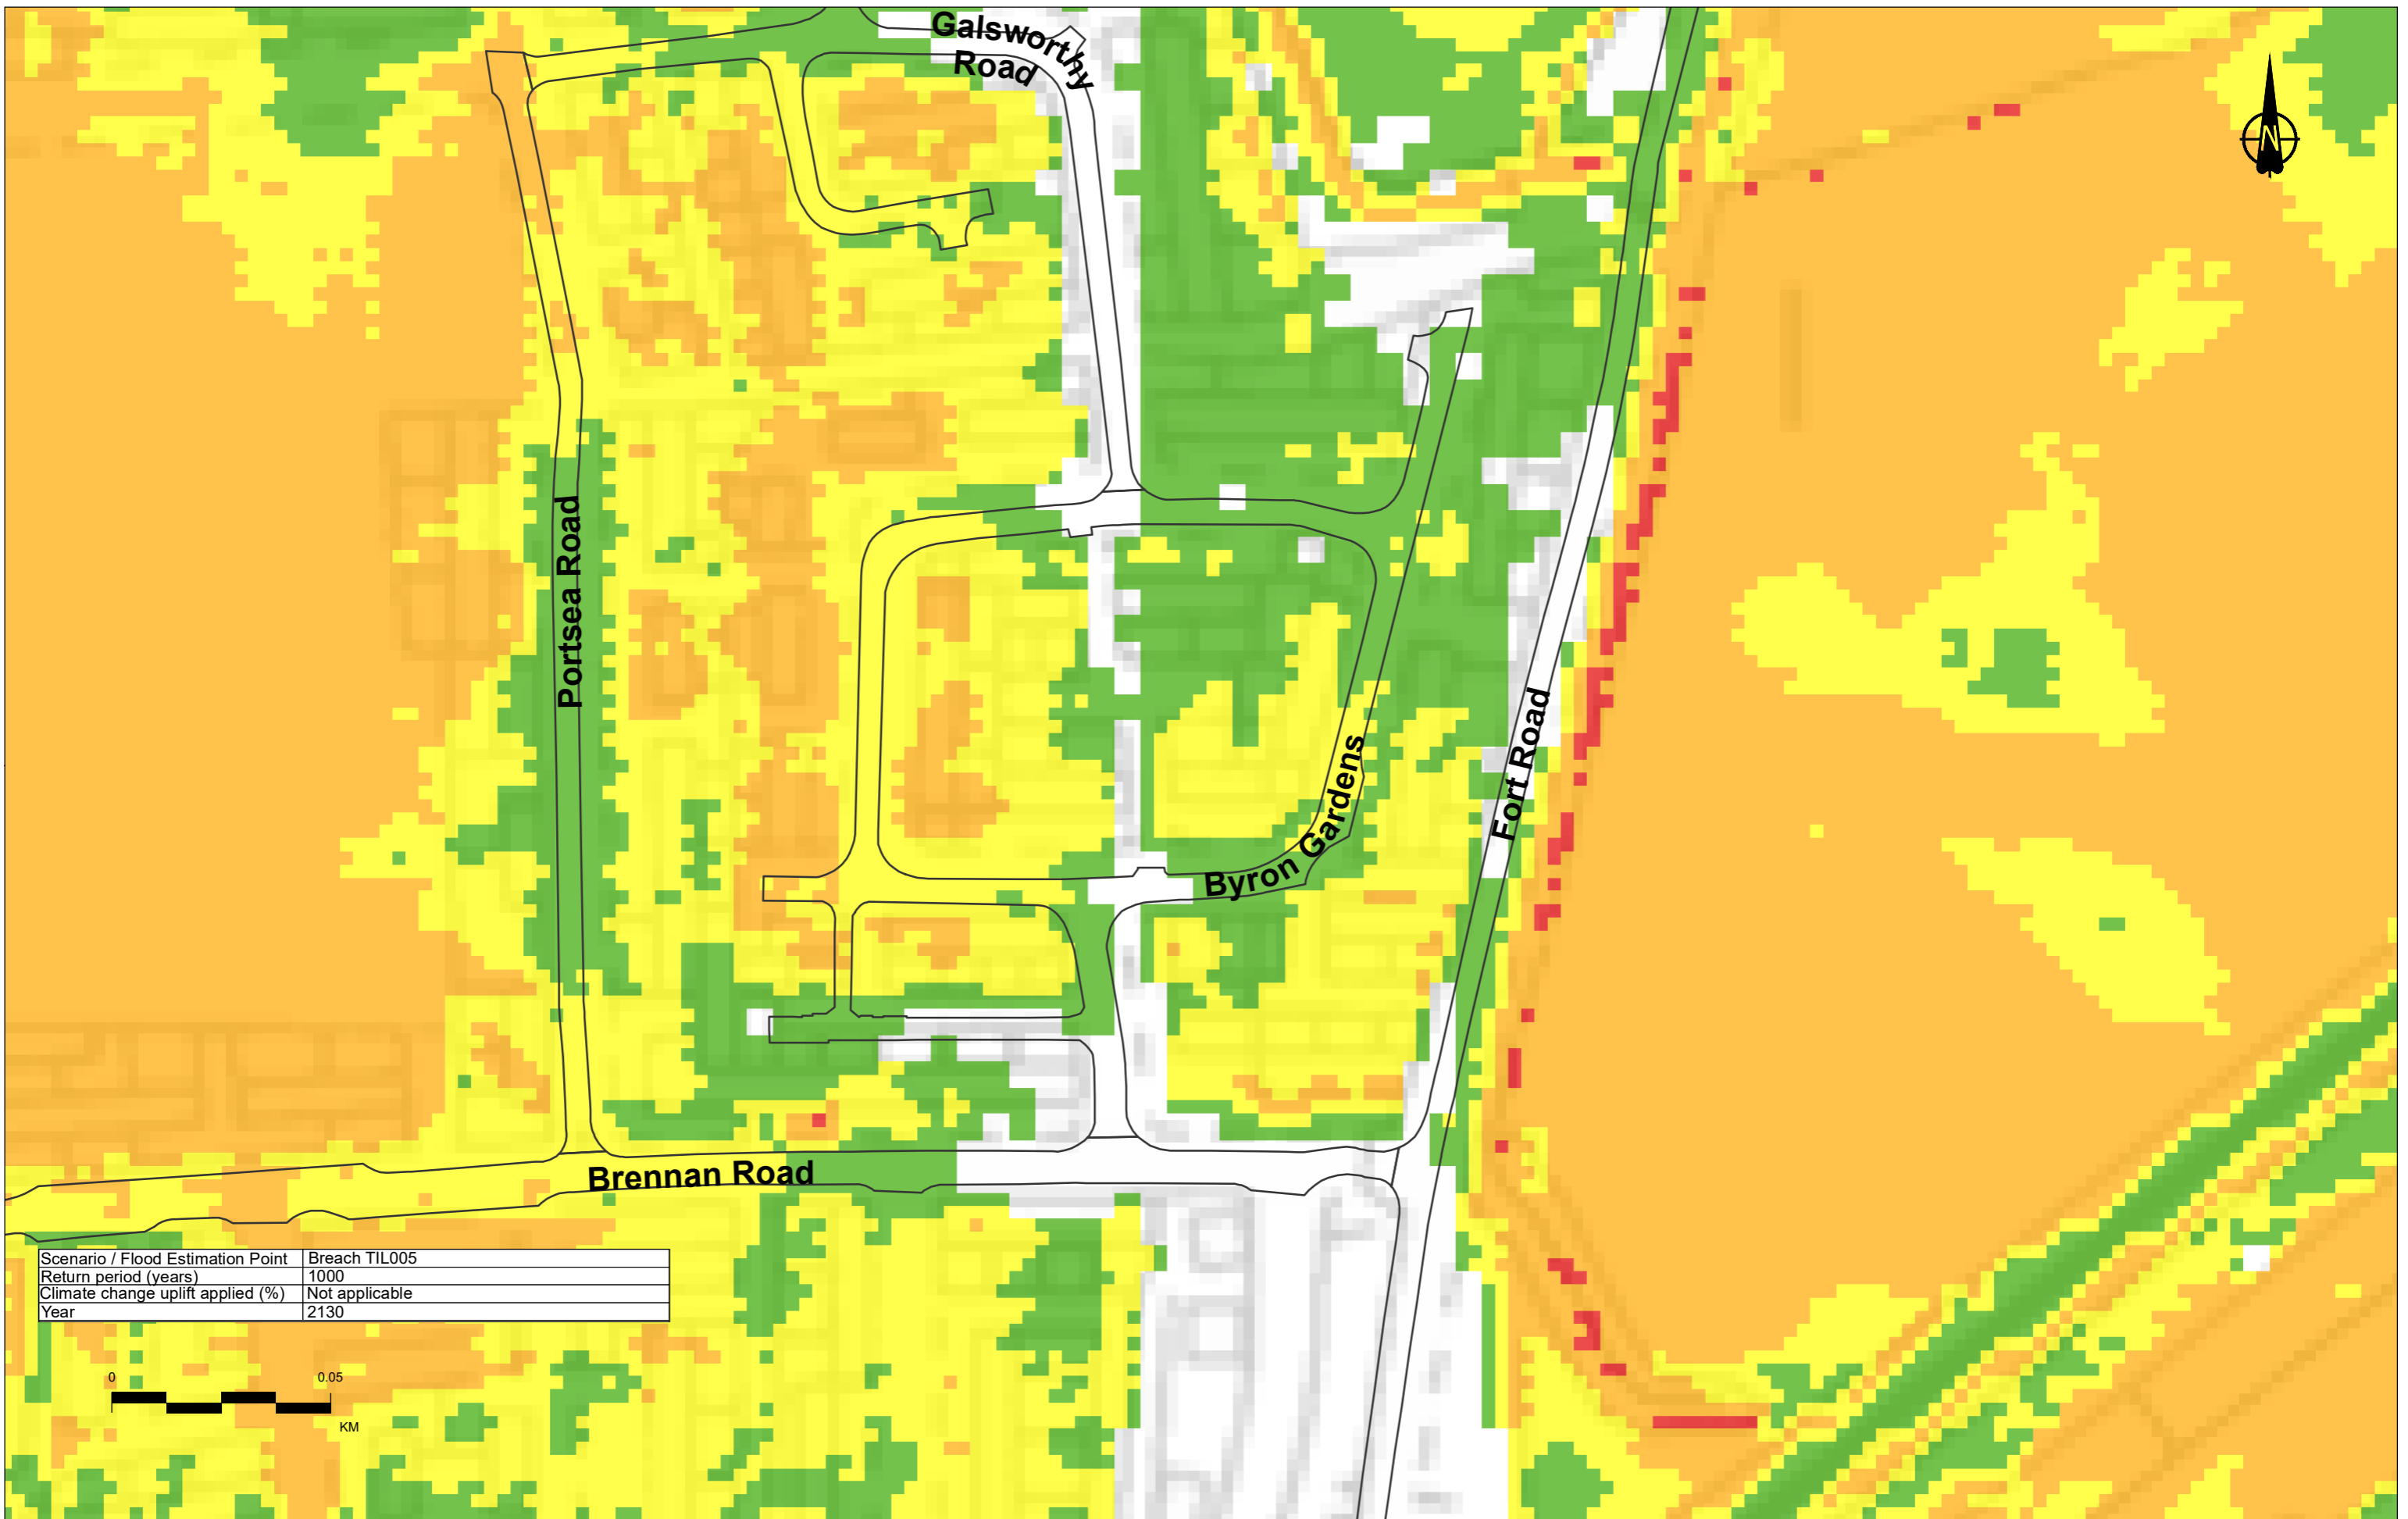 Galsworthy
Road
N
Portsea Road
Fort Road
Byron Gardens
Brennan Road
Scenario / Flood Estimation Point Breach TIL005
Return period (years) 1000
Climate change uplift applied (%) Not applicable
Year 2130
0 0.05
KM